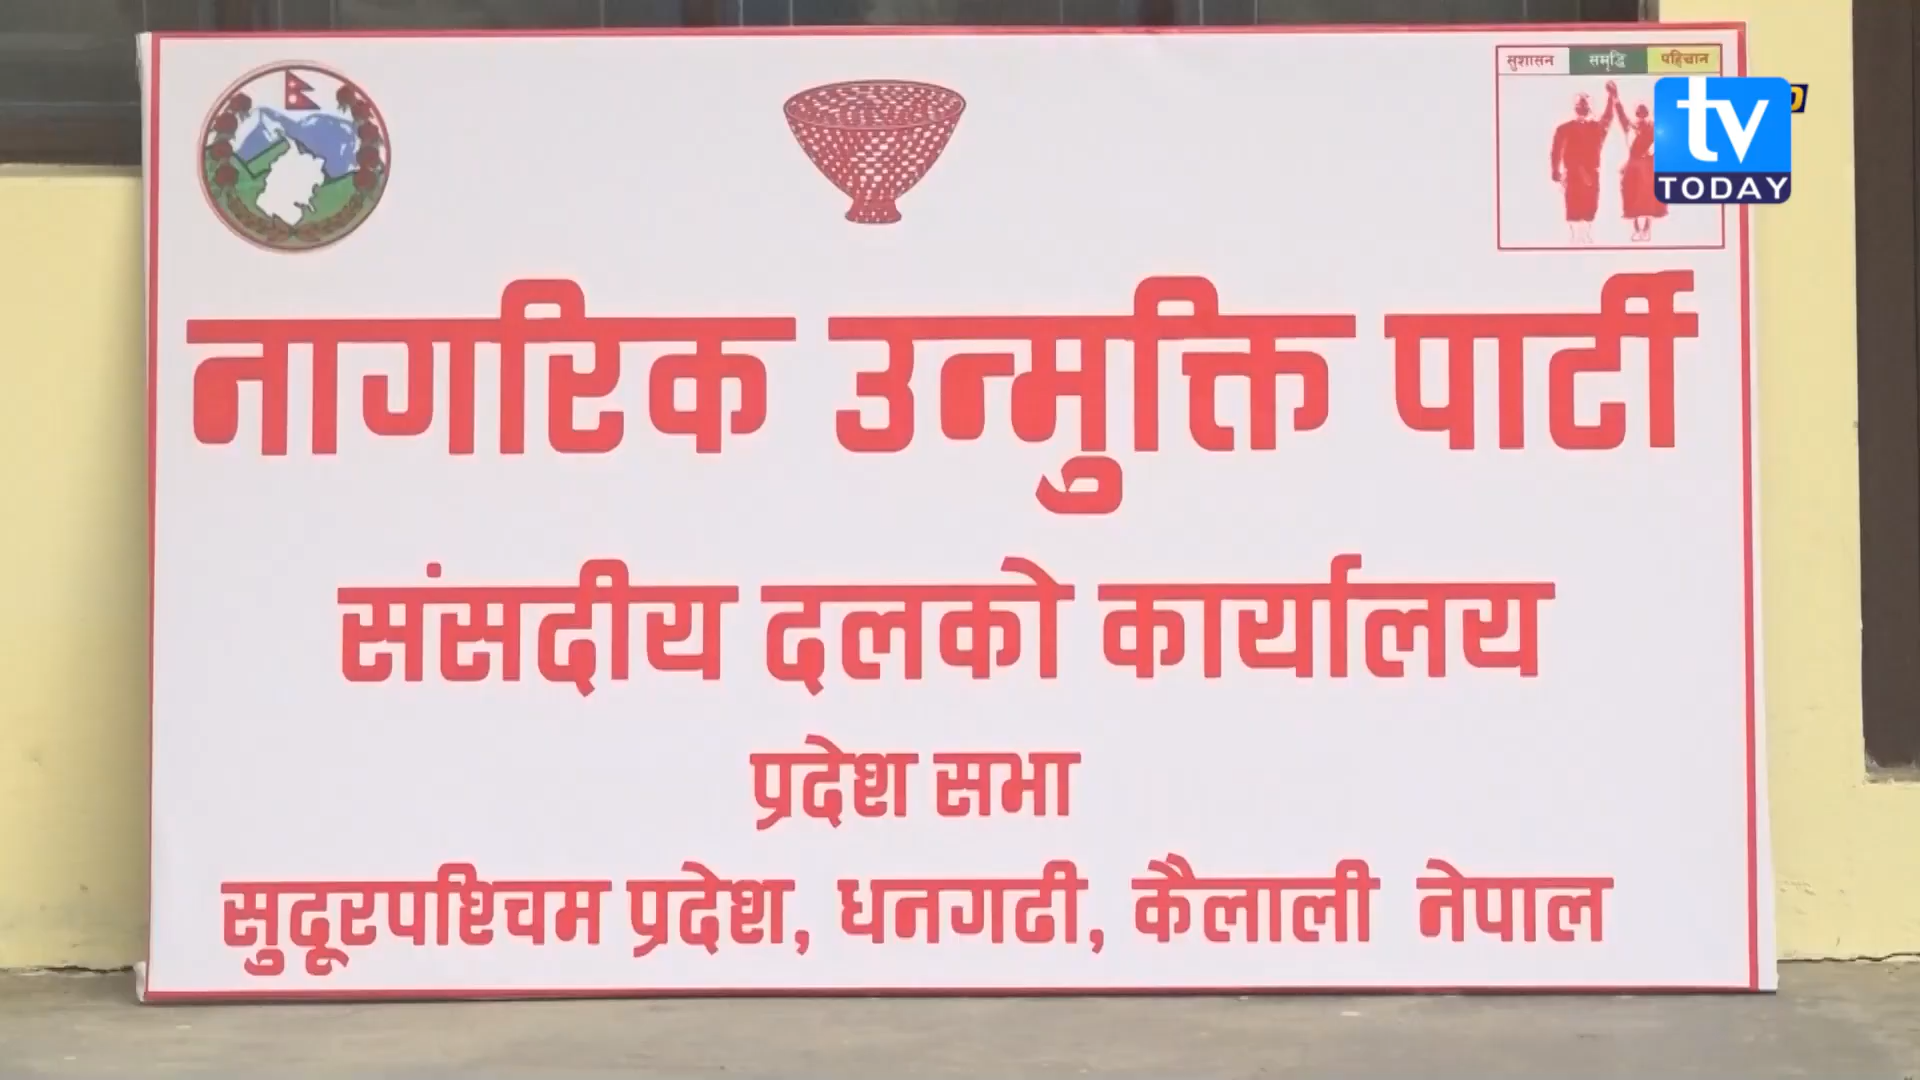 सुशासन समृद्धि पहिचान
tv
TODAY
नागरिक उन्मुक्ति पार्टी
संसदीय दलको कार्यालय
प्रदेश सभा
सुदूरपश्चिम प्रदेश, धनगढी, कैलाली नेपाल